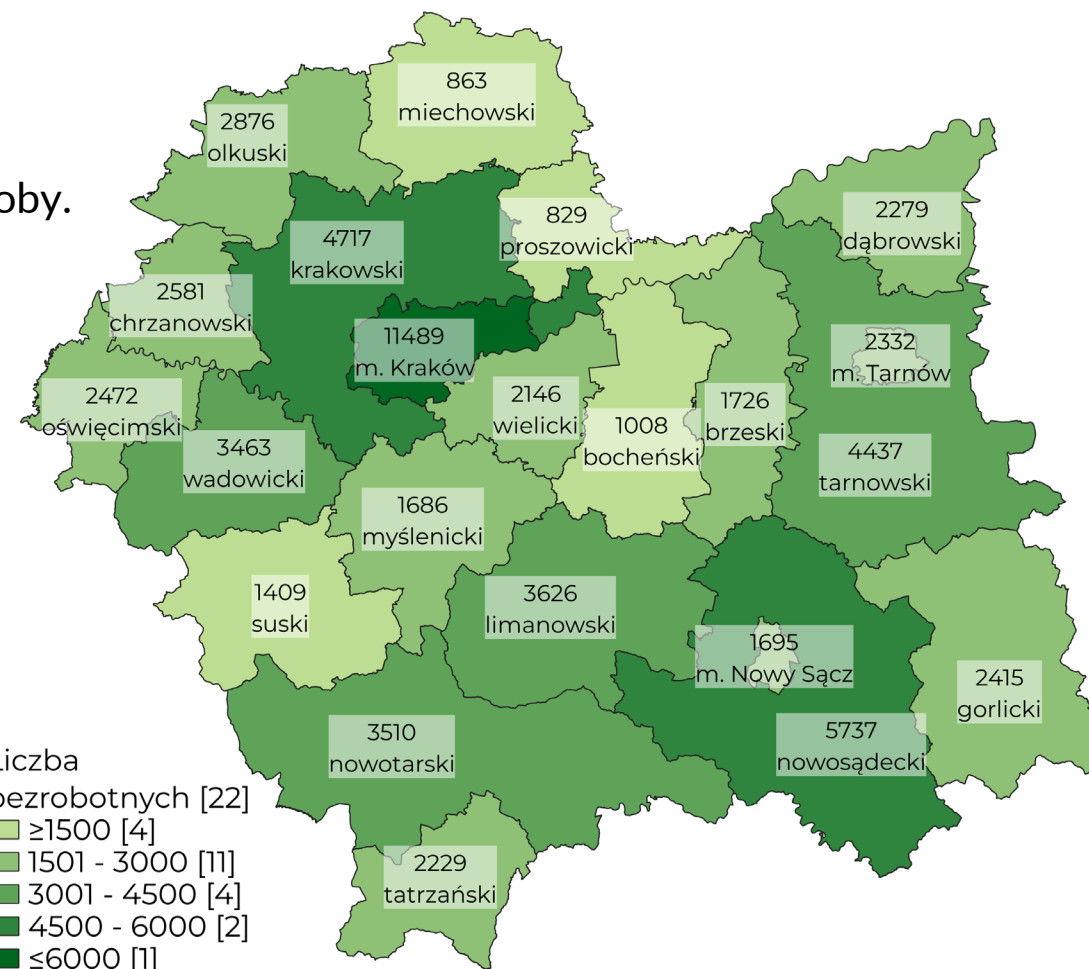 863
miechowski
2876
olkuski
oby.
829
proszowicki
2279
dąbrowski
4717
krakowski
2581
chrzanowski
11489
m. Kraków
2332
m. Tarnów
2472
oświęcimski
2146
wielicki
1726
brzeski
1008
bocheński
3463
wadowicki
4437
tarnowski
1686
myślenicki
1409
suski
3626
limanowski
1695
m. Nowy Sącz
2415
gorlicki
3510
nowotarski
5737
nowosądecki
2229
tatrzański
Liczba
bezrobotnych [22]
≥1500 [4]
1501 - 3000 [11]
3001 - 4500 [4]
4500 - 6000 [2]
≤6000 [1]